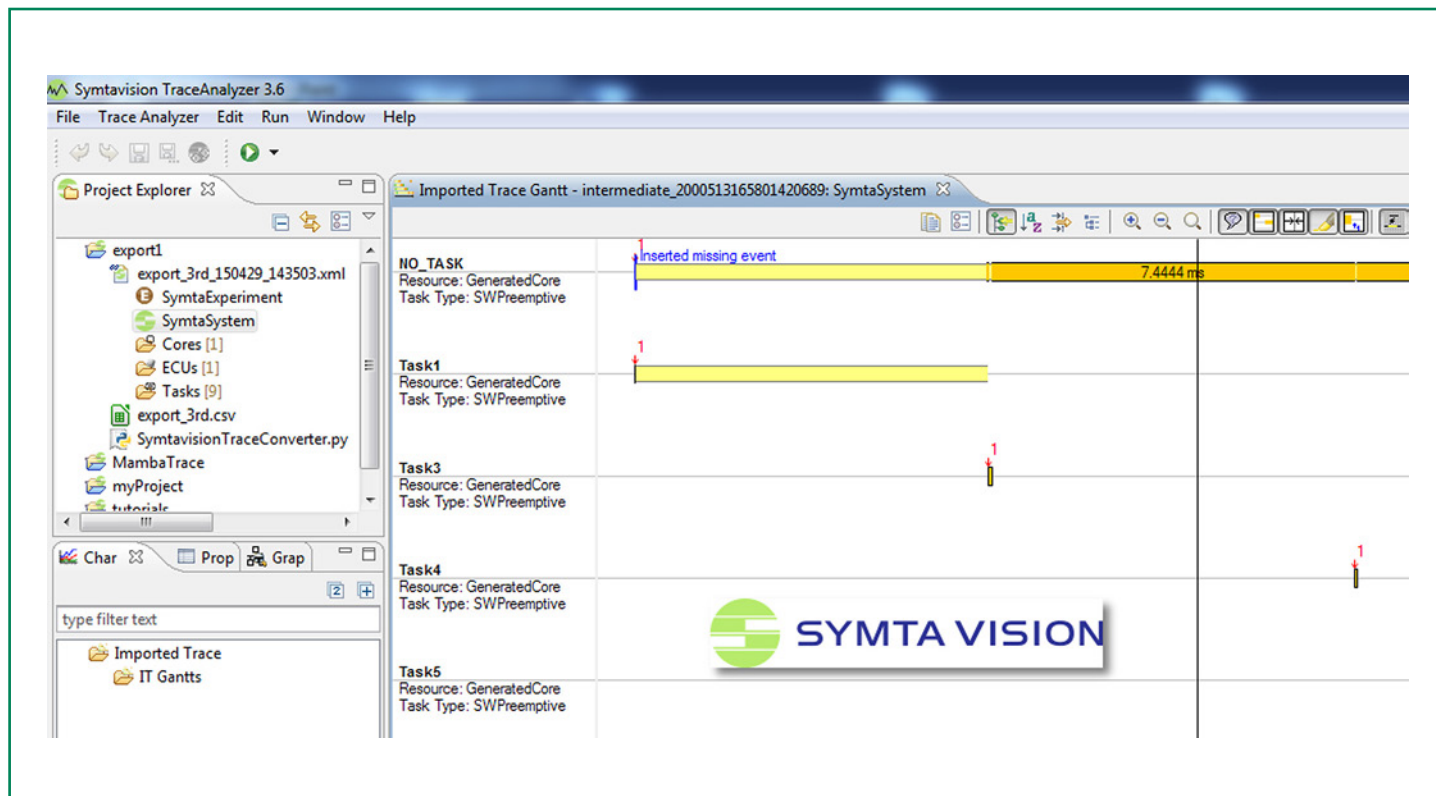 Symtavision TraceAnalyzer 3.6
File Trace Analyzer Edit Run Window Help
Project Explorer
export1
export_3rd_150429_143503.xml
SymtaExperiment
SymtaSystem
Cores [1]
ECUs [1]
Tasks [9]
export_3rd.csv
SymtavisionTraceConverter.py
MambaTrace
myProject
tutorials
Char Prop Grap
type filter text
Imported Trace
IT Gantts
Imported Trace Gantt - intermediate_2000513165801420689: SymtaSystem
1
Inserted missing event
NO_TASK
7.4444 ms
Resource: GeneratedCore
Task Type: SWPreemptive
1
Task1
Resource: GeneratedCore
Task Type: SWPreemptive
1
Task3
Resource: GeneratedCore
Task Type: SWPreemptive
1
Task4
Resource: GeneratedCore
Task Type: SWPreemptive
SYMTA VISION
Task5
Resource: GeneratedCore
Task Type: SWPreemptive